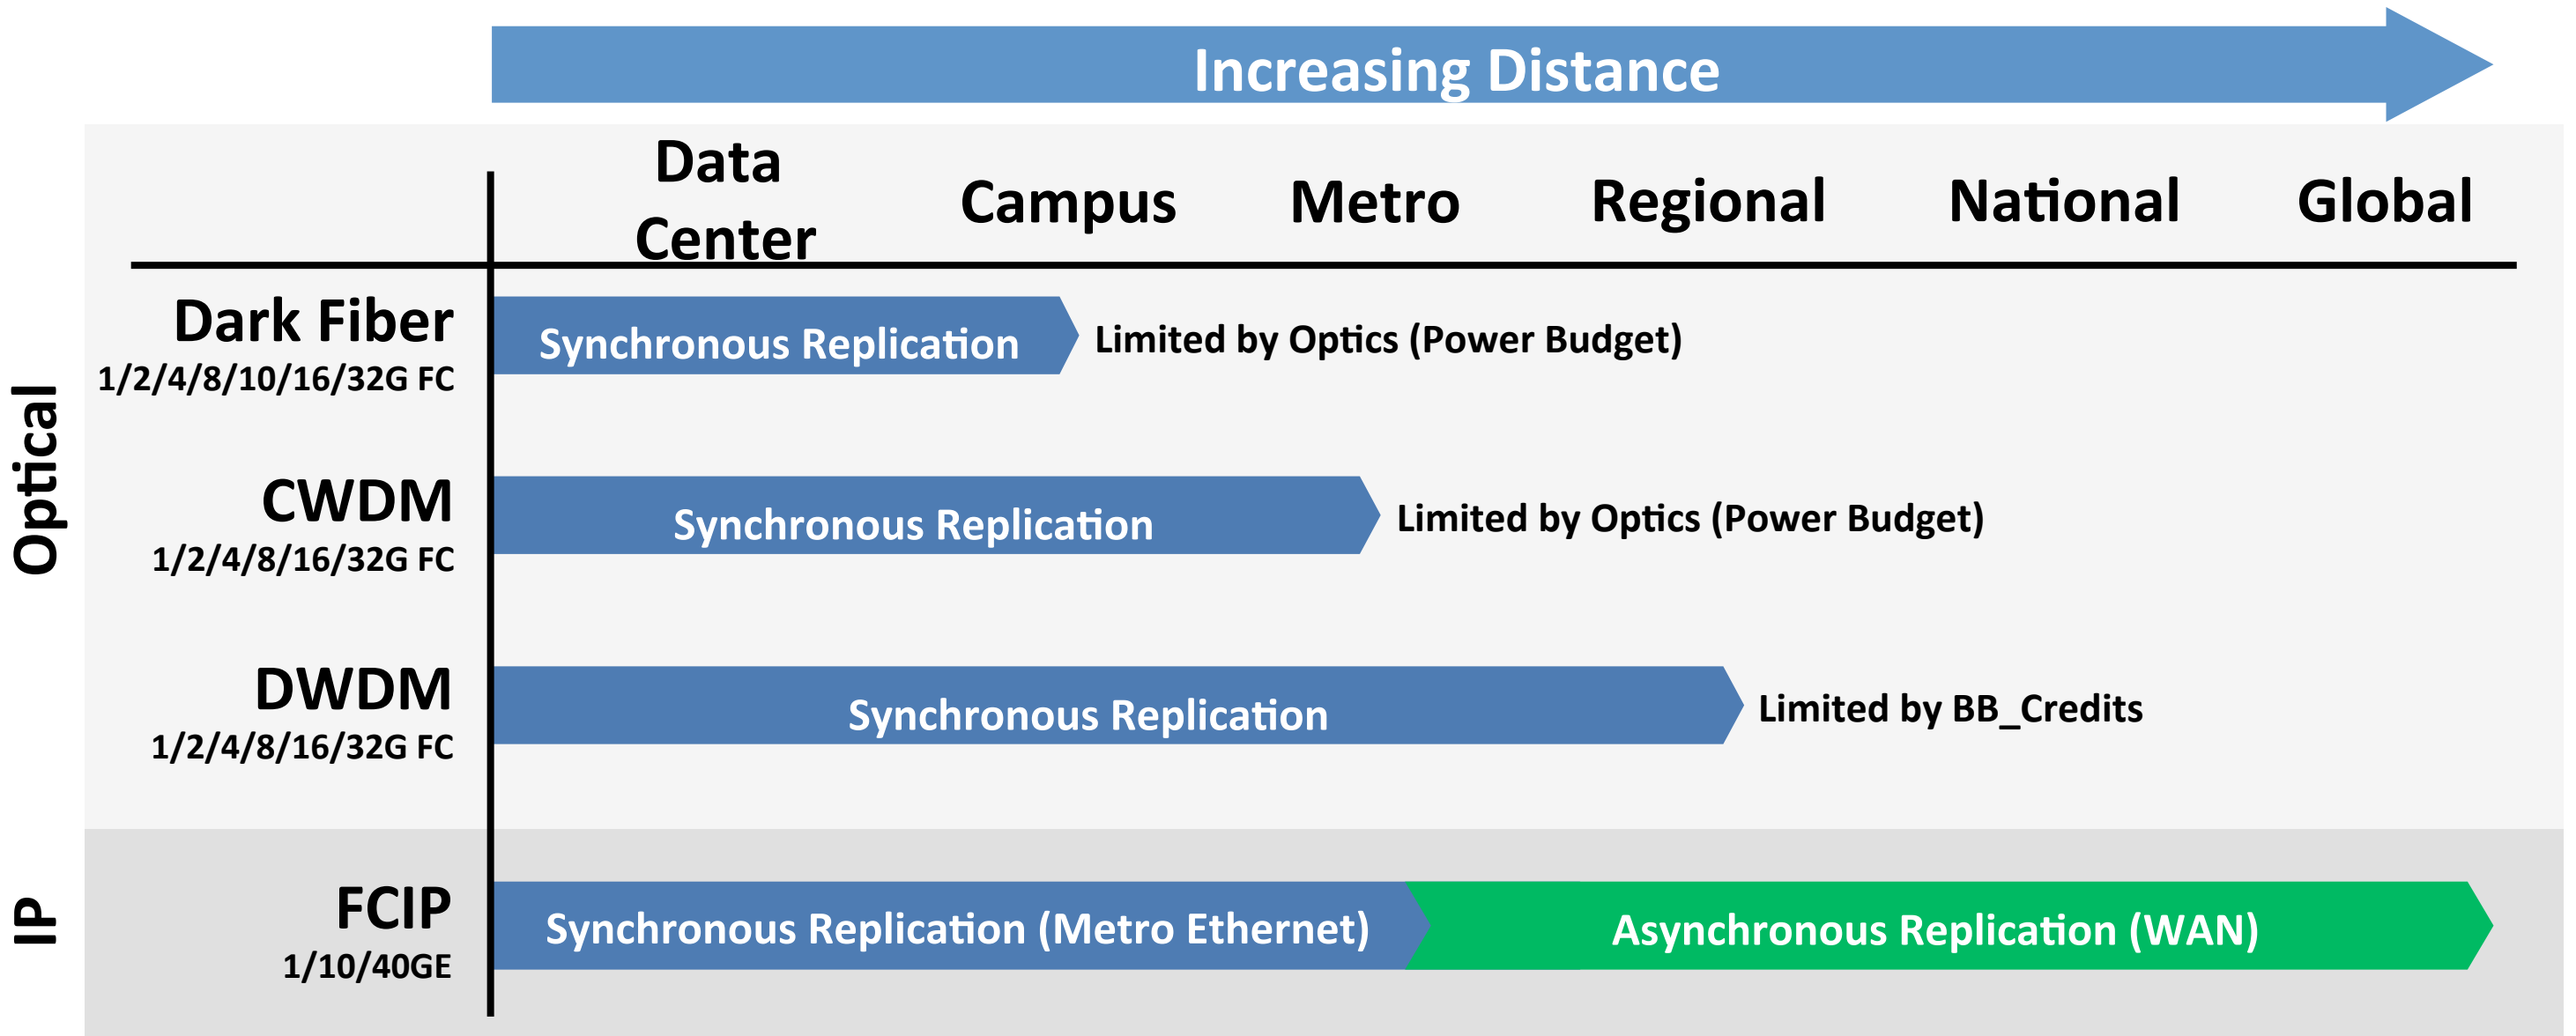 Increasing Distance
Data
Center
Campus
Metro
Regional
National
Global
Optical
Dark Fiber
1/2/4/8/10/16/32G FC
Synchronous Replication
Limited by Optics (Power Budget)
CWDM
1/2/4/8/16/32G FC
Synchronous Replication
Limited by Optics (Power Budget)
DWDM
1/2/4/8/16/32G FC
Synchronous Replication
Limited by BB_Credits
IP
FCIP
1/10/40GE
Synchronous Replication (Metro Ethernet)
Asynchronous Replication (WAN)